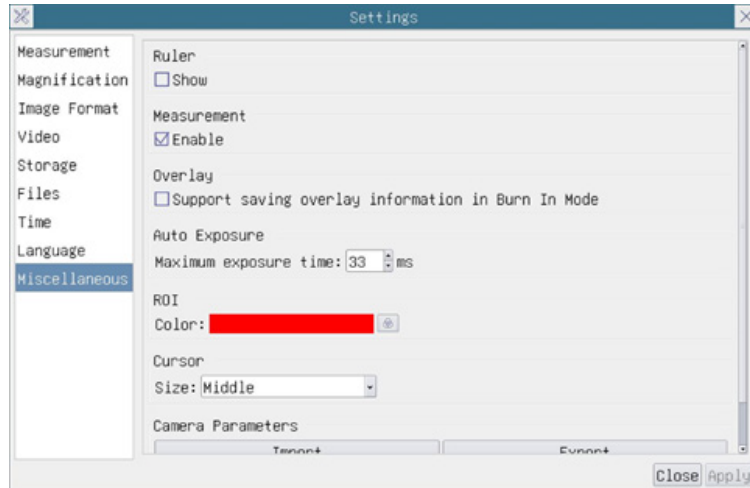 Settings
Measurement
Magnification
Image Format
Video
Storage
Files
Time
Language
Miscellaneous
Ruler
Show
Measurement
Enable
Overlay
Support saving overlay information in Burn In Mode
Auto Exposure
Maximum exposure time: 33 ms
ROI
Color:
Cursor
Size: Middle
Camera Parameters
Import Export
Close Apply